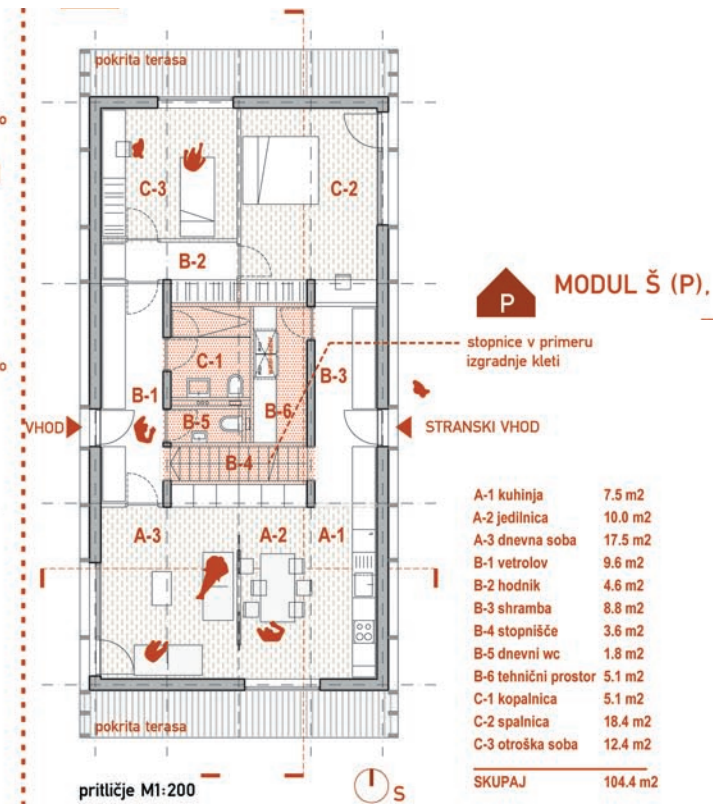 pokrita terasa
C-3
C-2
B-2
P
MODUL Š (P),
stopnice v primeru
izgradnje kleti
C-1
B-3
B-1
B-5
B-6
VHOD
STRANSKI VHOD
B-4
A-3
A-2
A-1
A-1 kuhinja 7.5 m2
A-2 jedilnica 10.0 m2
A-3 dnevna soba 17.5 m2
B-1 vetrolov 9.6 m2
B-2 hodnik 4.6 m2
B-3 shramba 8.8 m2
B-4 stopnišče 3.6 m2
B-5 dnevni wc 1.8 m2
B-6 tehnični prostor 5.1 m2
C-1 kopalnica 5.1 m2
C-2 spalnica 18.4 m2
C-3 otroška soba 12.4 m2
SKUPAJ 104.4 m2
pokrita terasa
pritličje M1:200
S